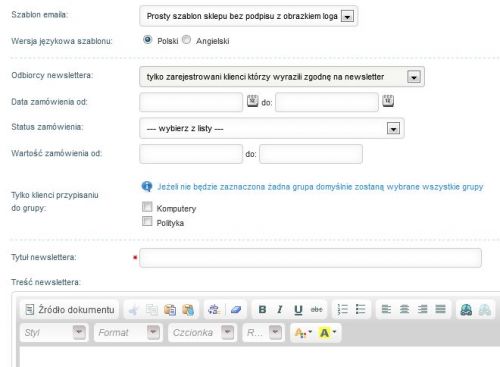 Szablon emaila: Prosty szablon sklepu bez podpisu z obrazkiem loga
Wersja językowa szablonu: Polski Angielski
Odbiorcy newslettera: tylko zarejestrowani klienci którzy wyrazili zgodnę na newsletter
Data zamówienia od: do:
Status zamówienia: --- wybierz z listy ---
Wartość zamówienia od: do:
Tylko klienci przypisaniu do grupy: Jeżeli nie będzie zaznaczona żadna grupa domyślnie zostaną wybrane wszystkie grupy
Komputery
Polityka
Tytuł newslettera: *
Treść newslettera:
Źródło dokumentu B I U abc
Styl Format Czcionka R... A A